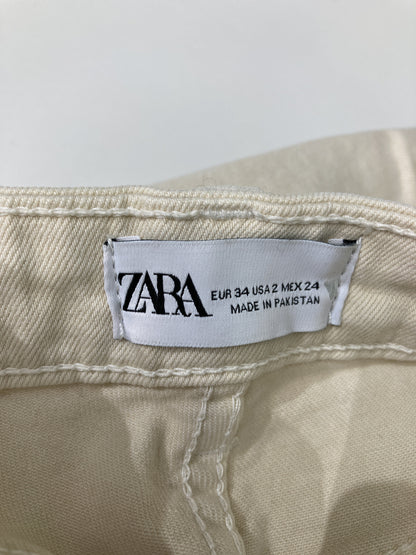 ZARA
EUR 34 USA 2 MEX 24
MADE IN PAKISTAN